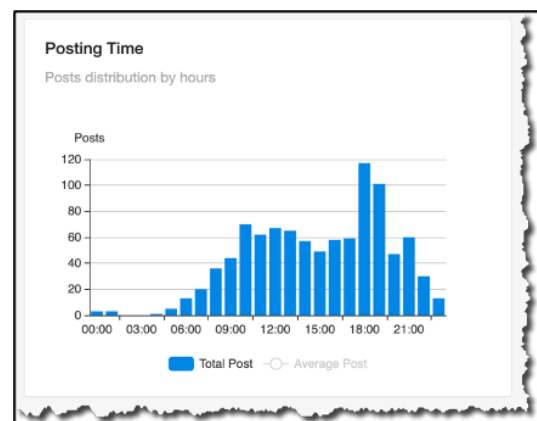 Posting Time
Posts distribution by hours
Posts
120
100
80
60
40
20
0
00:00 03:00 06:00 09:00 12:00 15:00 18:00 21:00
Total Post Average Post